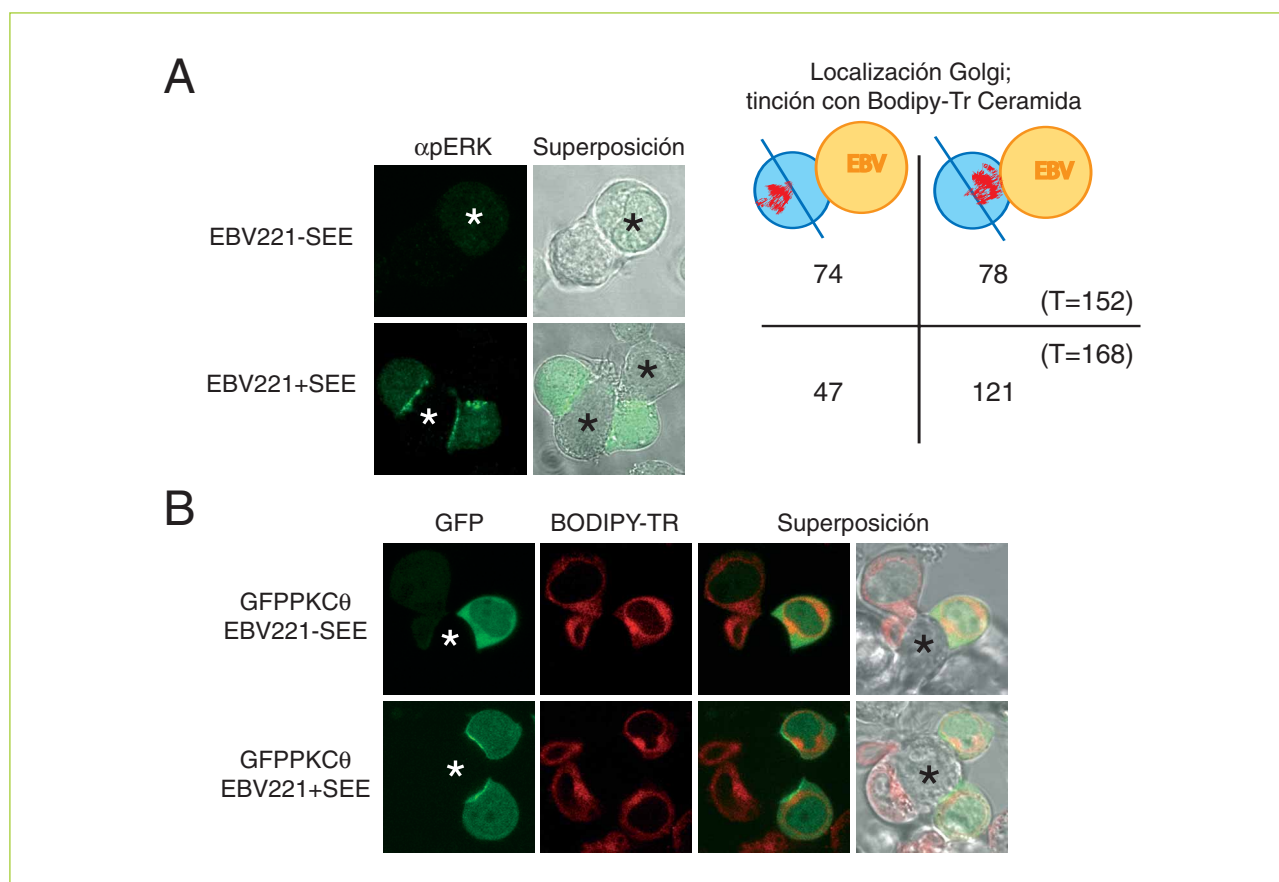 A
Localización Golgi;
tinción con Bodipy-Tr Ceramida
αpERK Superposición
EBV EBV
EBV221-SEE
*
*
74 78
(T=152)
(T=168)
EBV221+SEE
*
*
*
47 121
B
GFP BODIPY-TR Superposición
GFPPKCθ
EBV221-SEE
*
*
GFPPKCθ
EBV221+SEE
*
*